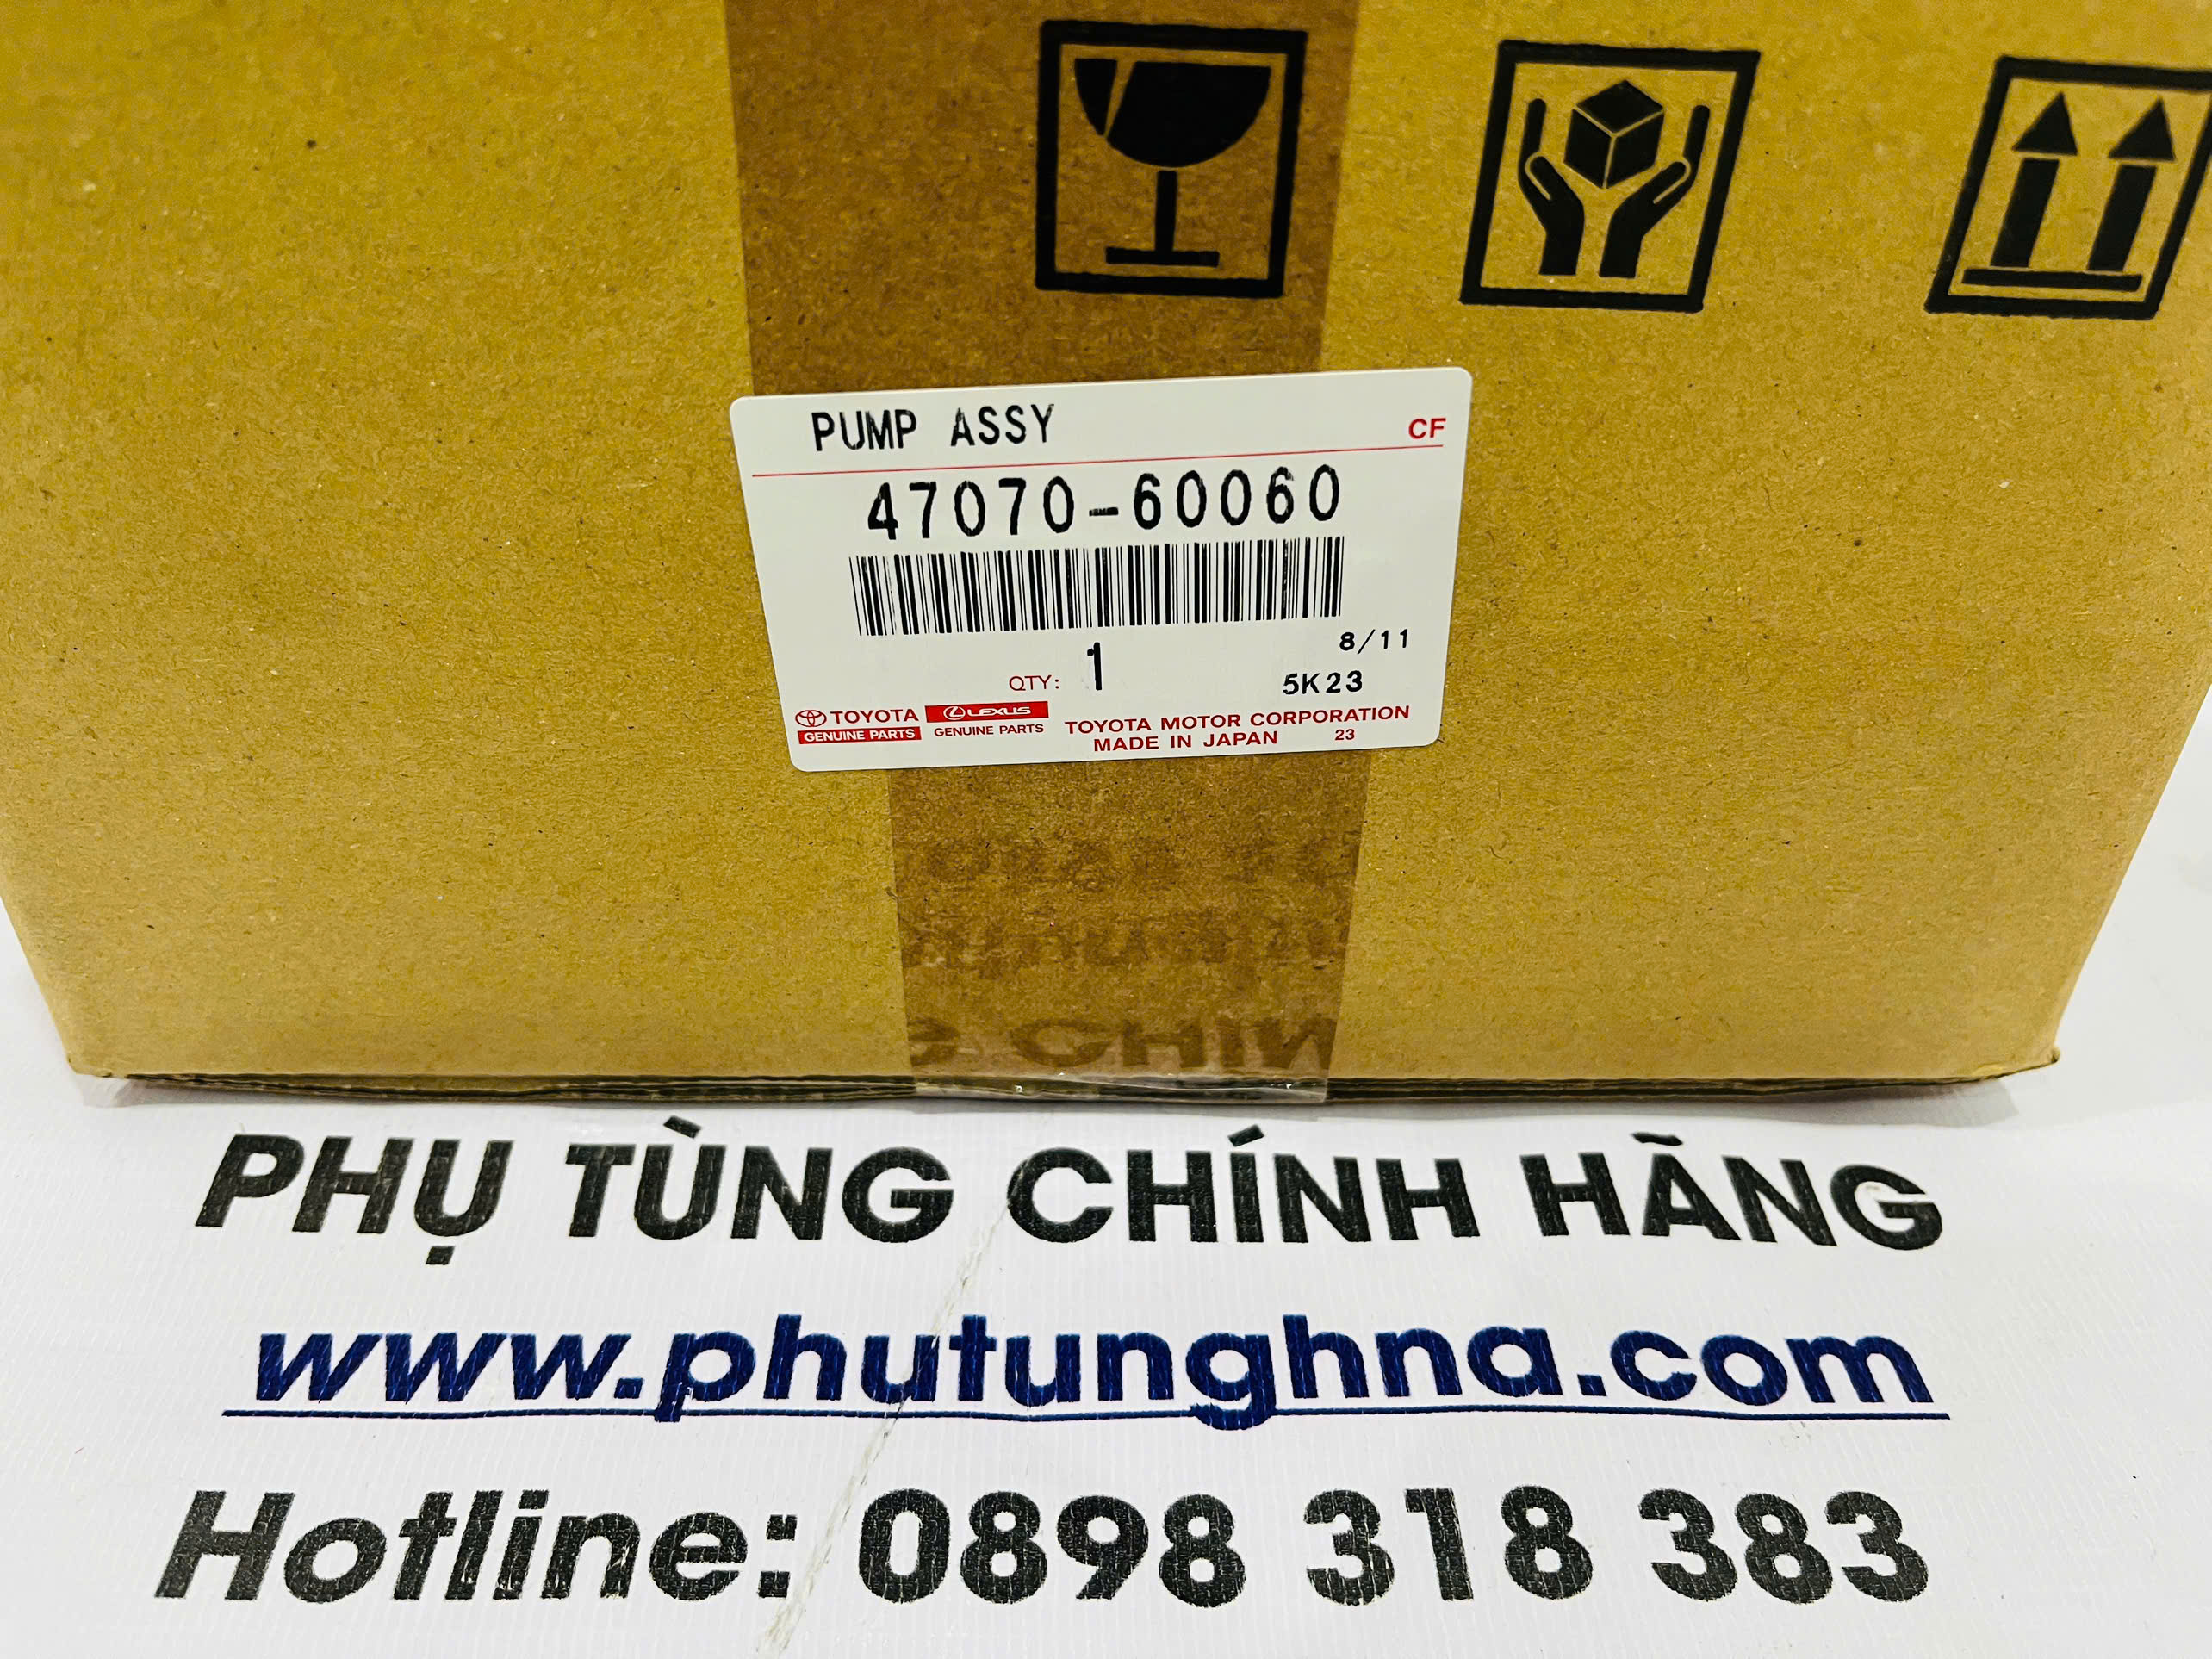 PUMP ASSY
CF
47070-60060
8/11
QTY: 1
5K23
TOYOTA
GENUINE PARTS
LEXUS
GENUINE PARTS
TOYOTA MOTOR CORPORATION
MADE IN JAPAN 23
PHỤ TÙNG CHÍNH HÃNG
www.phutunghna.com
Hotline: 0898 318 383